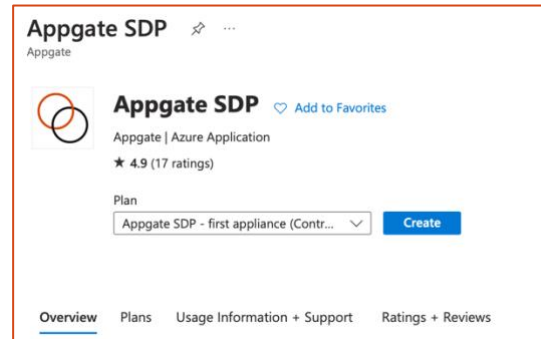 Appgate SDP
Appgate
Appgate SDP Add to Favorites
Appgate | Azure Application
★ 4.9 (17 ratings)
Plan
Appgate SDP - first appliance (Contr... Create
Overview Plans Usage Information + Support Ratings + Reviews